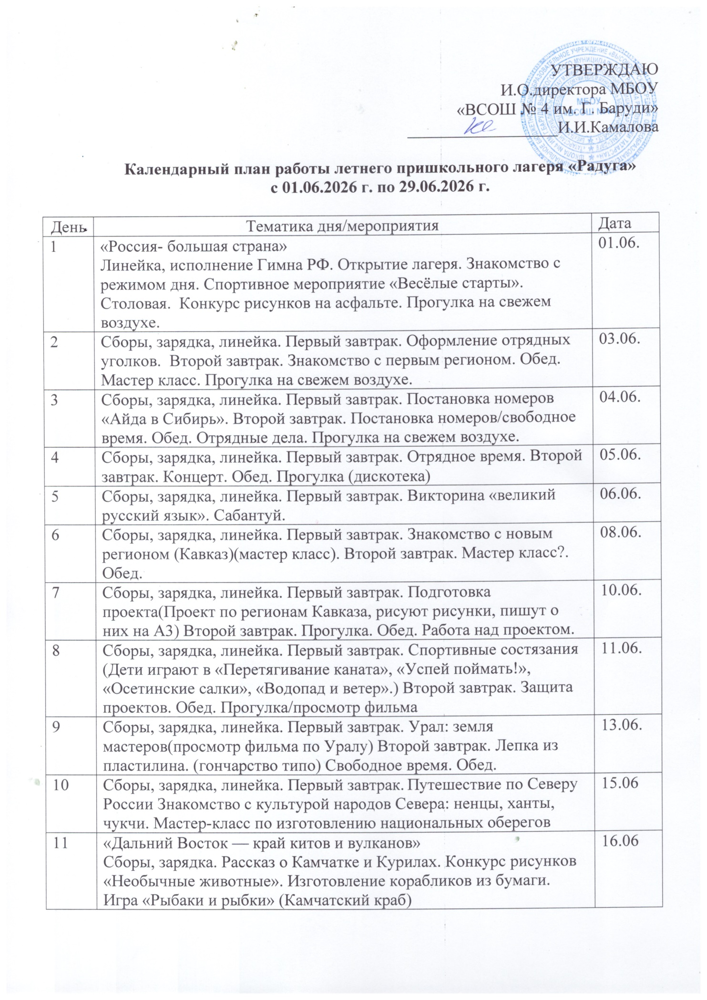 УТВЕРЖДАЮ
И.О.директора МБОУ
«ВСОШ № 4 им. Г. Баруди»
И.И.Камалова
МБОУ
«ВСОШ №4
Календарный план работы летнего пришкольного лагеря «Радуга»
с 01.06.2026 г. по 29.06.2026 г.
День Тематика дня/мероприятия Дата
1 «Россия- большая страна» 01.06.
Линейка, исполнение Гимна РФ. Открытие лагеря. Знакомство с
режимом дня. Спортивное мероприятие «Весёлые старты».
Столовая. Конкурс рисунков на асфальте. Прогулка на свежем
воздухе.
2 Сборы, зарядка, линейка. Первый завтрак. Оформление отрядных 03.06.
уголков. Второй завтрак. Знакомство с первым регионом. Обед.
Мастер класс. Прогулка на свежем воздухе.
3 Сборы, зарядка, линейка. Первый завтрак. Постановка номеров 04.06.
«Айда в Сибирь». Второй завтрак. Постановка номеров/свободное
время. Обед. Отрядные дела. Прогулка на свежем воздухе.
4 Сборы, зарядка, линейка. Первый завтрак. Отрядное время. Второй 05.06.
завтрак. Концерт. Обед. Прогулка (дискотека)
5 Сборы, зарядка, линейка. Первый завтрак. Викторина «великий 06.06.
русский язык». Сабантуй.
6 Сборы, зарядка, линейка. Первый завтрак. Знакомство с новым 08.06.
регионом (Кавказ)(мастер класс). Второй завтрак. Мастер класс?.
Обед.
7 Сборы, зарядка, линейка. Первый завтрак. Подготовка 10.06.
проекта(Проект по регионам Кавказа, рисуют рисунки, пишут о
них на А3) Второй завтрак. Прогулка. Обед. Работа над проектом.
8 Сборы, зарядка, линейка. Первый завтрак. Спортивные состязания 11.06.
(Дети играют в «Перетягивание каната», «Успей поймать!»,
«Осетинские салки», «Водопад и ветер».) Второй завтрак. Защита
проектов. Обед. Прогулка/просмотр фильма
9 Сборы, зарядка, линейка. Первый завтрак. Урал: земля 13.06.
мастеров(просмотр фильма по Уралу) Второй завтрак. Лепка из
пластилина. (гончарство типо) Свободное время. Обед.
10 Сборы, зарядка, линейка. Первый завтрак. Путешествие по Северу 15.06
России Знакомство с культурой народов Севера: ненцы, ханты,
чукчи. Мастер-класс по изготовлению национальных оберегов
11 «Дальний Восток — край китов и вулканов» 16.06
Сборы, зарядка. Рассказ о Камчатке и Курилах. Конкурс рисунков
«Необычные животные». Изготовление корабликов из бумаги.
Игра «Рыбаки и рыбки» (Камчатский краб)